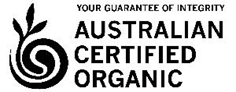 YOUR GUARANTEE OF INTEGRITY
AUSTRALIAN
CERTIFIED
ORGANIC